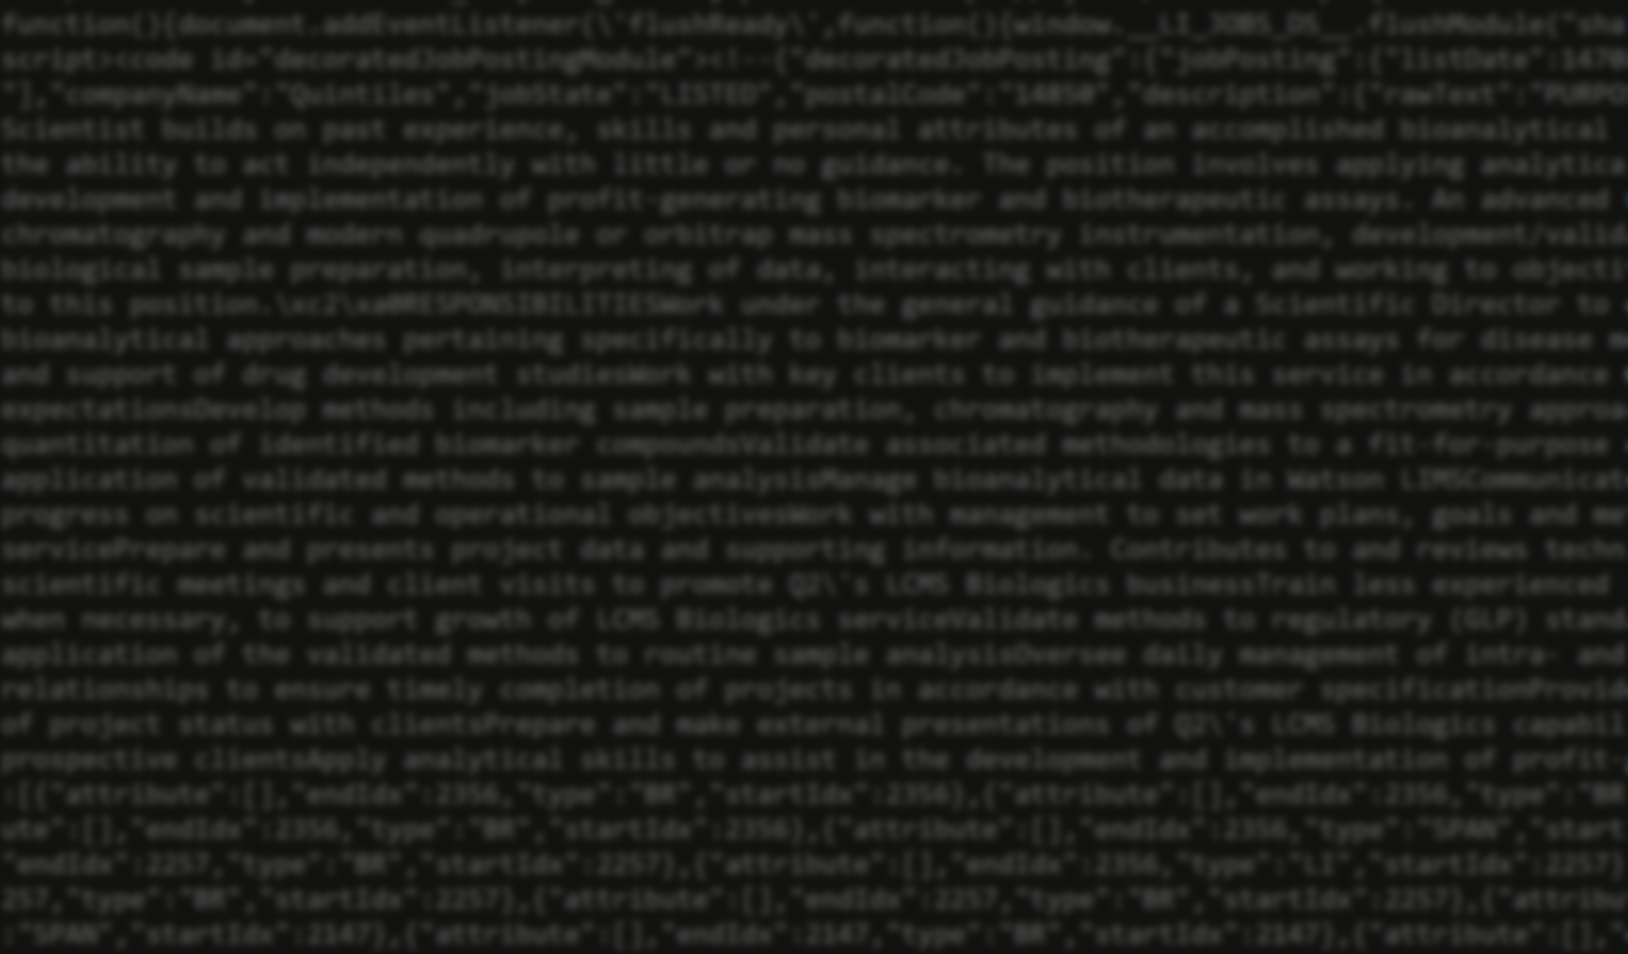 function(){document.addEventListener(\'flushReady\',function(){window.__LI_JOBS_DS__.flushModule("sha
script><code id="decoratedJobPostingModule"><!--{"decoratedJobPosting":{"jobPosting":{"listDate":1470
"],"companyName":"Quintiles","jobState":"LISTED","postalCode":"14850","description":{"rawText":"PURPO
Scientist builds on past experience, skills and personal attributes of an accomplished bioanalytical
the ability to act independently with little or no guidance. The position involves applying analytica
development and implementation of profit-generating biomarker and biotherapeutic assays. An advanced
chromatography and modern quadrupole or orbitrap mass spectrometry instrumentation, development/valid
biological sample preparation, interpreting of data, interacting with clients, and working to objecti
to this position.\xc2\xa0RESPONSIBILITIESWork under the general guidance of a Scientific Director to
bioanalytical approaches pertaining specifically to biomarker and biotherapeutic assays for disease m
and support of drug development studiesWork with key clients to implement this service in accordance
expectationsDevelop methods including sample preparation, chromatography and mass spectrometry approa
quantitation of identified biomarker compoundsValidate associated methodologies to a fit-for-purpose
application of validated methods to sample analysisManage bioanalytical data in Watson LIMSCommunicat
progress on scientific and operational objectivesWork with management to set work plans, goals and me
servicePrepare and presents project data and supporting information. Contributes to and reviews techn
scientific meetings and client visits to promote Q2\'s LCMS Biologics businessTrain less experienced
when necessary, to support growth of LCMS Biologics serviceValidate methods to regulatory (GLP) stand
application of the validated methods to routine sample analysisOversee daily management of intra- and
relationships to ensure timely completion of projects in accordance with customer specificationProvid
of project status with clientsPrepare and make external presentations of Q2\'s LCMS Biologics capabil
prospective clientsApply analytical skills to assist in the development and implementation of profit-
:[{"attribute":[],"endIdx":2356,"type":"BR","startIdx":2356},{"attribute":[],"endIdx":2356,"type":"BR
ute":[],"endIdx":2356,"type":"BR","startIdx":2356},{"attribute":[],"endIdx":2356,"type":"SPAN","start
"endIdx":2257,"type":"BR","startIdx":2257},{"attribute":[],"endIdx":2356,"type":"LI","startIdx":2257}
257,"type":"BR","startIdx":2257},{"attribute":[],"endIdx":2257,"type":"BR","startIdx":2257},{"attribu
:"SPAN","startIdx":2147},{"attribute":[],"endIdx":2147,"type":"BR","startIdx":2147},{"attribute":[],"